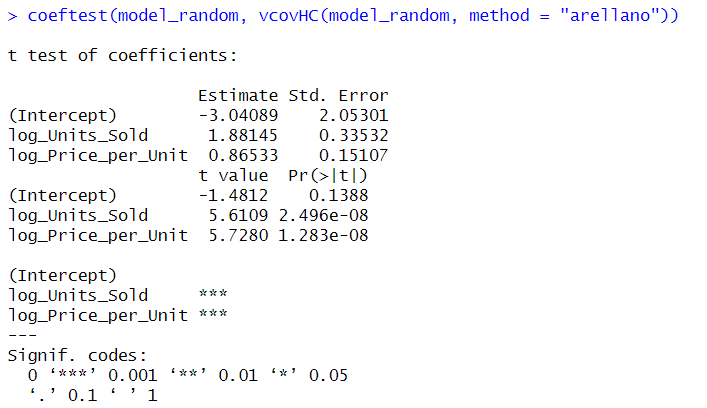 > coeftest(model_random, vcovHC(model_random, method = "arellano"))
t test of coefficients:
Estimate Std. Error
(Intercept) -3.04089 2.05301
log_Units_Sold 1.88145 0.33532
log_Price_per_Unit 0.86533 0.15107
t value Pr(>|t|)
(Intercept) -1.4812 0.1388
log_Units_Sold 5.6109 2.496e-08
log_Price_per_Unit 5.7280 1.283e-08
(Intercept)
log_Units_Sold ***
log_Price_per_Unit ***
---
Signif. codes:
0 ‘***’ 0.001 ‘**’ 0.01 ‘*’ 0.05
‘.’ 0.1 ‘ ’ 1